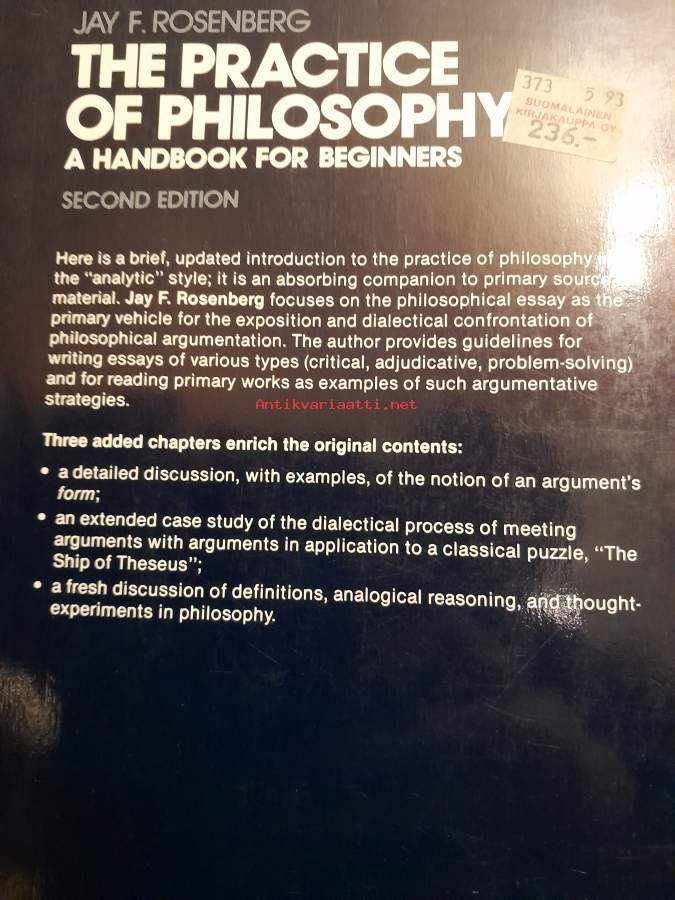 JAY F. ROSENBERG
THE PRACTICE
OF PHILOSOPHY
A HANDBOOK FOR BEGINNERS
SECOND EDITION
373 5 93
SUOMALAINEN
KIRJAKAUPPA OY
236.-
Here is a brief, updated introduction to the practice of philosophy
the “analytic” style; it is an absorbing companion to primary source
material. Jay F. Rosenberg focuses on the philosophical essay as the
primary vehicle for the exposition and dialectical confrontation of
philosophical argumentation. The author provides guidelines for
writing essays of various types (critical, adjudicative, problem-solving)
and for reading primary works as examples of such argumentative
strategies.
Antikvariaatti.net
Three added chapters enrich the original contents:
• a detailed discussion, with examples, of the notion of an argument's
form;
• an extended case study of the dialectical process of meeting
arguments with arguments in application to a classical puzzle, “The
Ship of Theseus”;
• a fresh discussion of definitions, analogical reasoning, and thought-
experiments in philosophy.